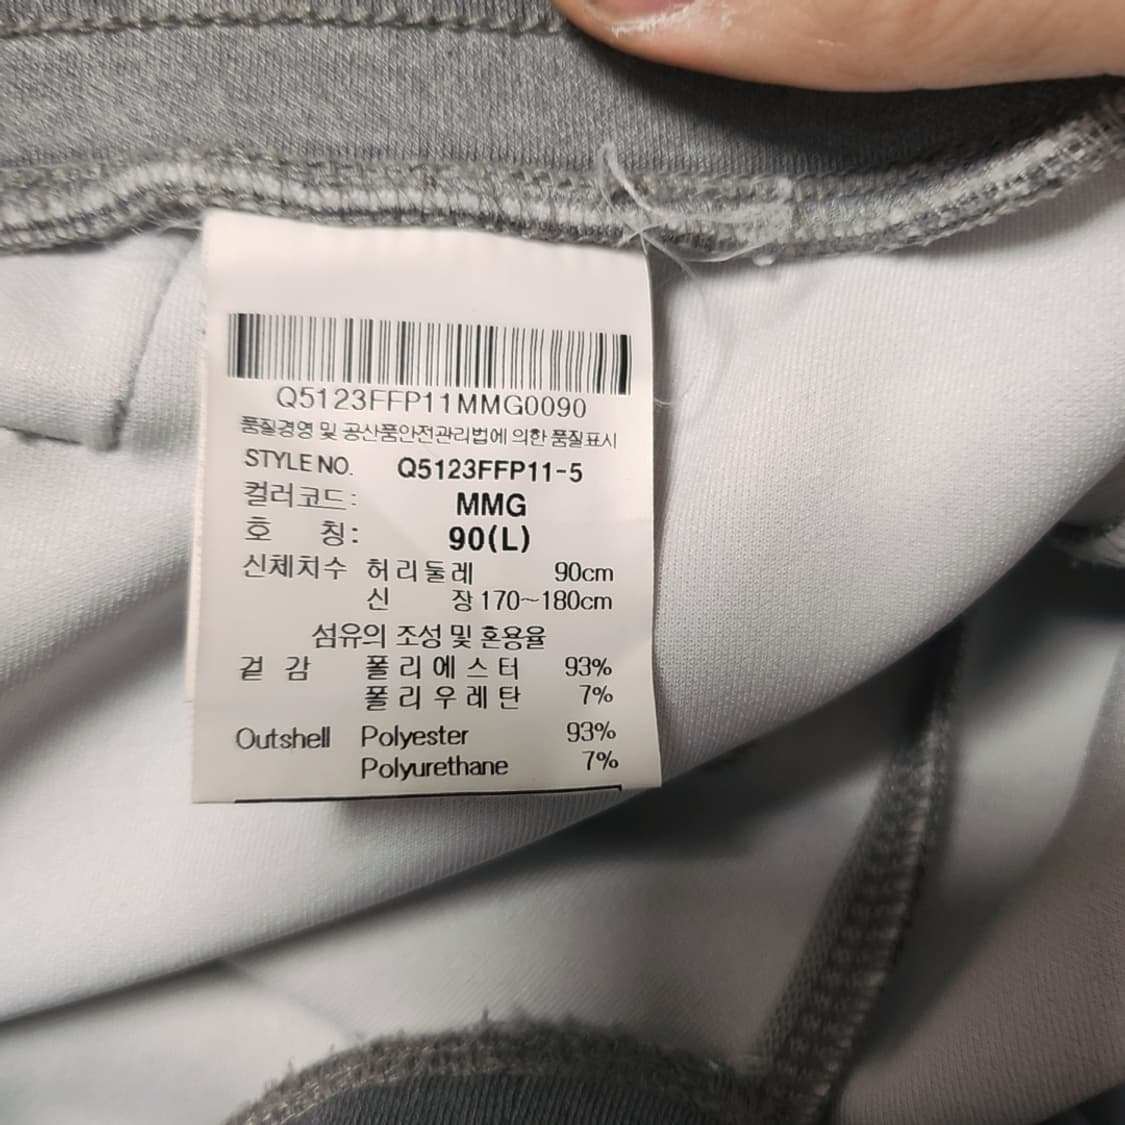 Q5123FFP11MMG0090
품질경영 및 공산품안전관리법에 의한 품질표시
STYLE NO. Q5123FFP11-5
컬러코드: MMG
호 칭: 90(L)
신체치수 허리둘레 90cm
신 장 170~180cm
섬유의 조성 및 혼용율
겉 감 폴리에스터 93%
폴리우레탄 7%
Outshell Polyester 93%
Polyurethane 7%